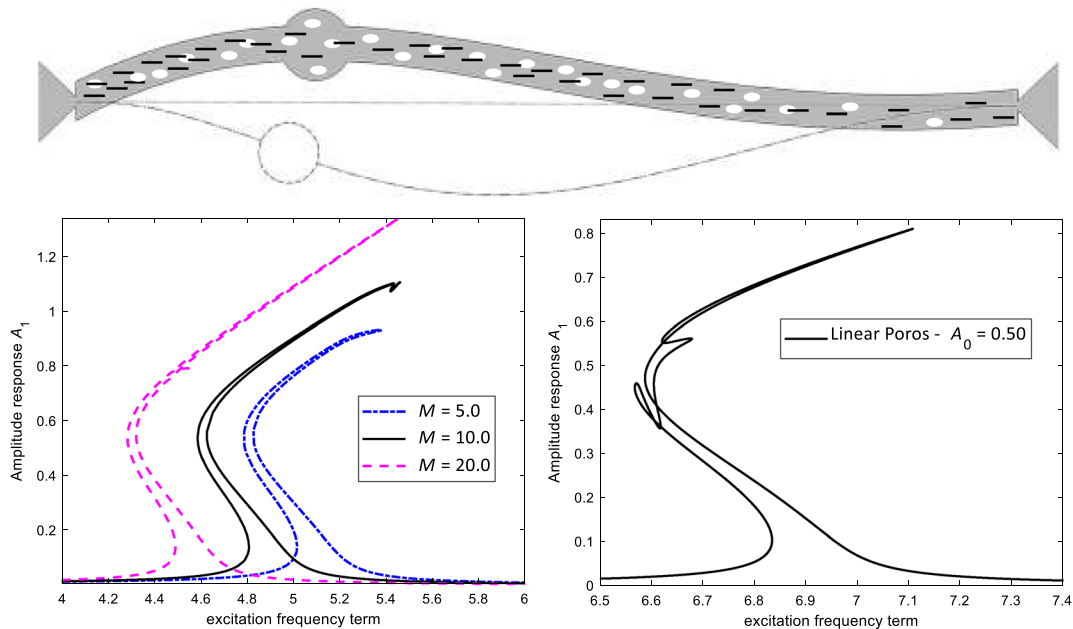 Amplitude response A1
1.2
1
0.8
0.6
0.4
0.2
4 4.2 4.4 4.6 4.8 5 5.2 5.4 5.6 5.8 6
excitation frequency term
M = 5.0
M = 10.0
M = 20.0
Amplitude response A1
0.8
0.7
0.6
0.5
0.4
0.3
0.2
0.1
0
6.5 6.6 6.7 6.8 6.9 7 7.1 7.2 7.3 7.4
excitation frequency term
Linear Poros - A0 = 0.50